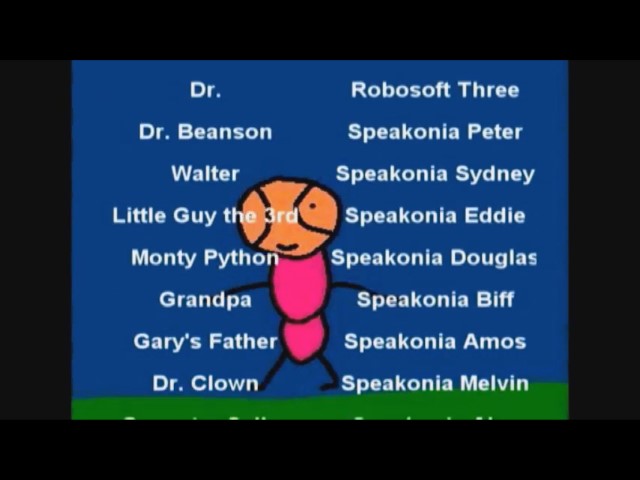 Dr. Robosoft Three
Dr. Beanson Speakonia Peter
Walter Speakonia Sydney
Little Guy the 3rd Speakonia Eddie
Monty Python Speakonia Douglas
Grandpa Speakonia Biff
Gary's Father Speakonia Amos
Dr. Clown Speakonia Melvin